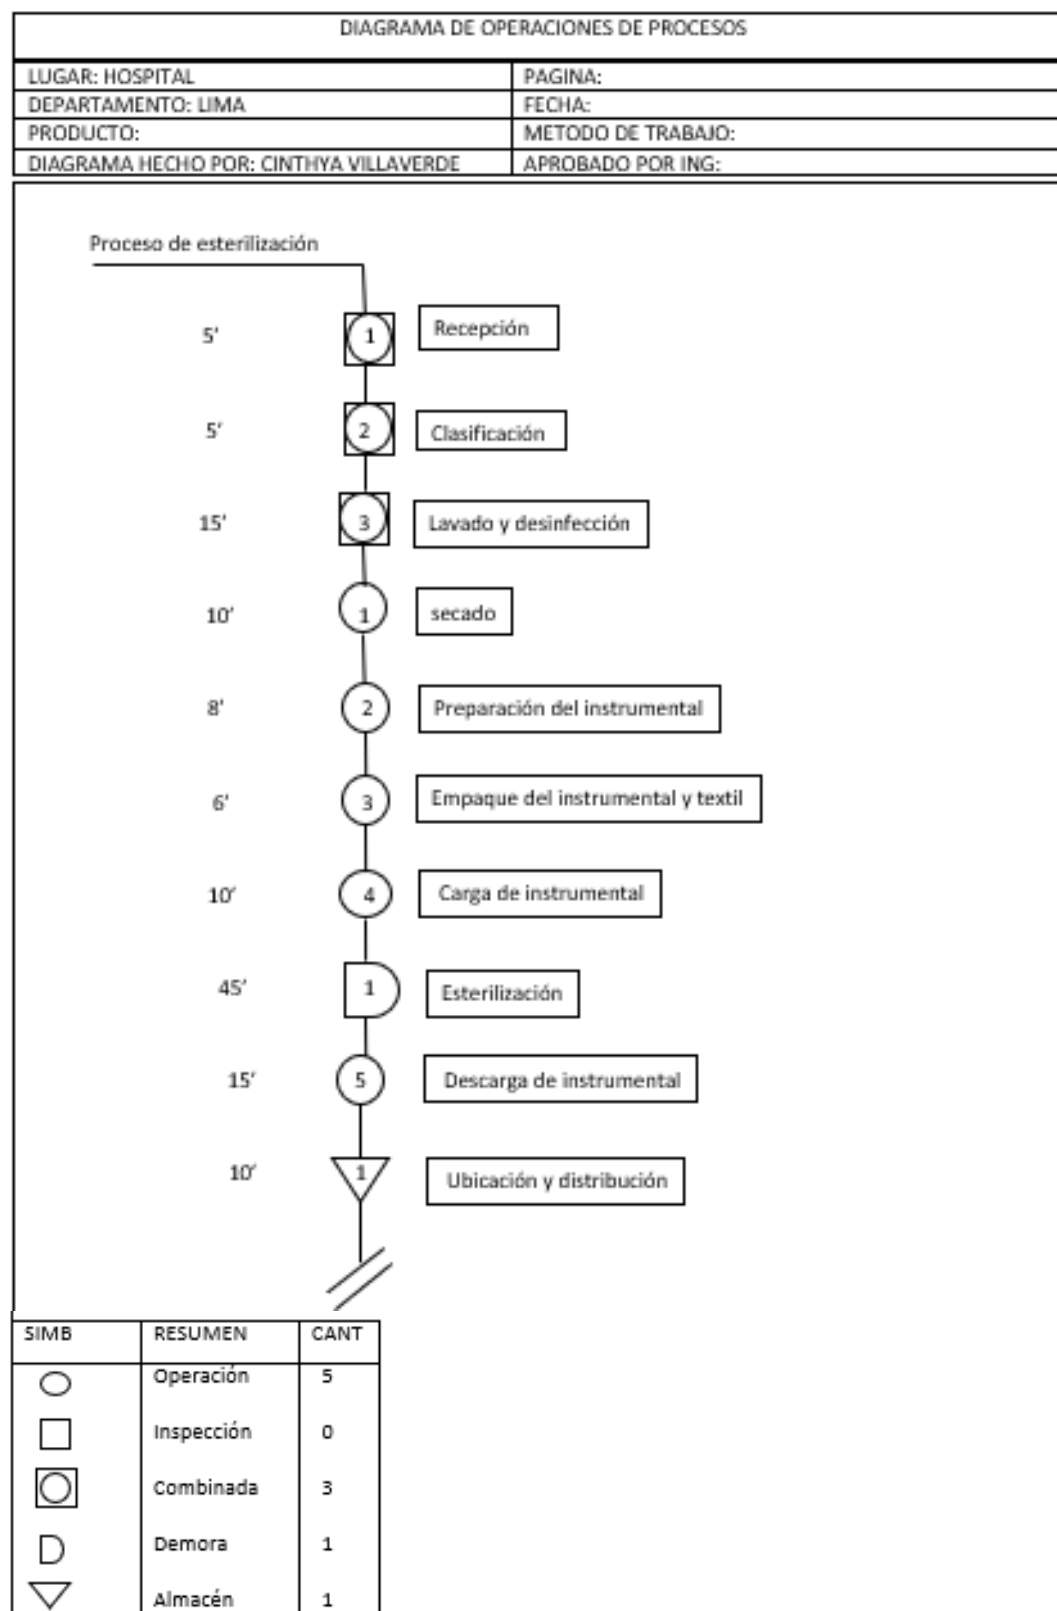 DIAGRAMA DE OPERACIONES DE PROCESOS
LUGAR: HOSPITAL PAGINA:
DEPARTAMENTO: LIMA FECHA:
PRODUCTO: METODO DE TRABAJO:
DIAGRAMA HECHO POR: CINTHYA VILLAVERDE APROBADO POR ING:
Proceso de esterilización
5' 1 Recepción
5' 2 Clasificación
15' 3 Lavado y desinfección
10' 1 secado
8' 2 Preparación del instrumental
6' 3 Empaque del instrumental y textil
10' 4 Carga de instrumental
45' 1 Esterilización
15' 5 Descarga de instrumental
10' 1 Ubicación y distribución
SIMB RESUMEN CANT
Operación 5
Inspección 0
Combinada 3
Demora 1
Almacén 1